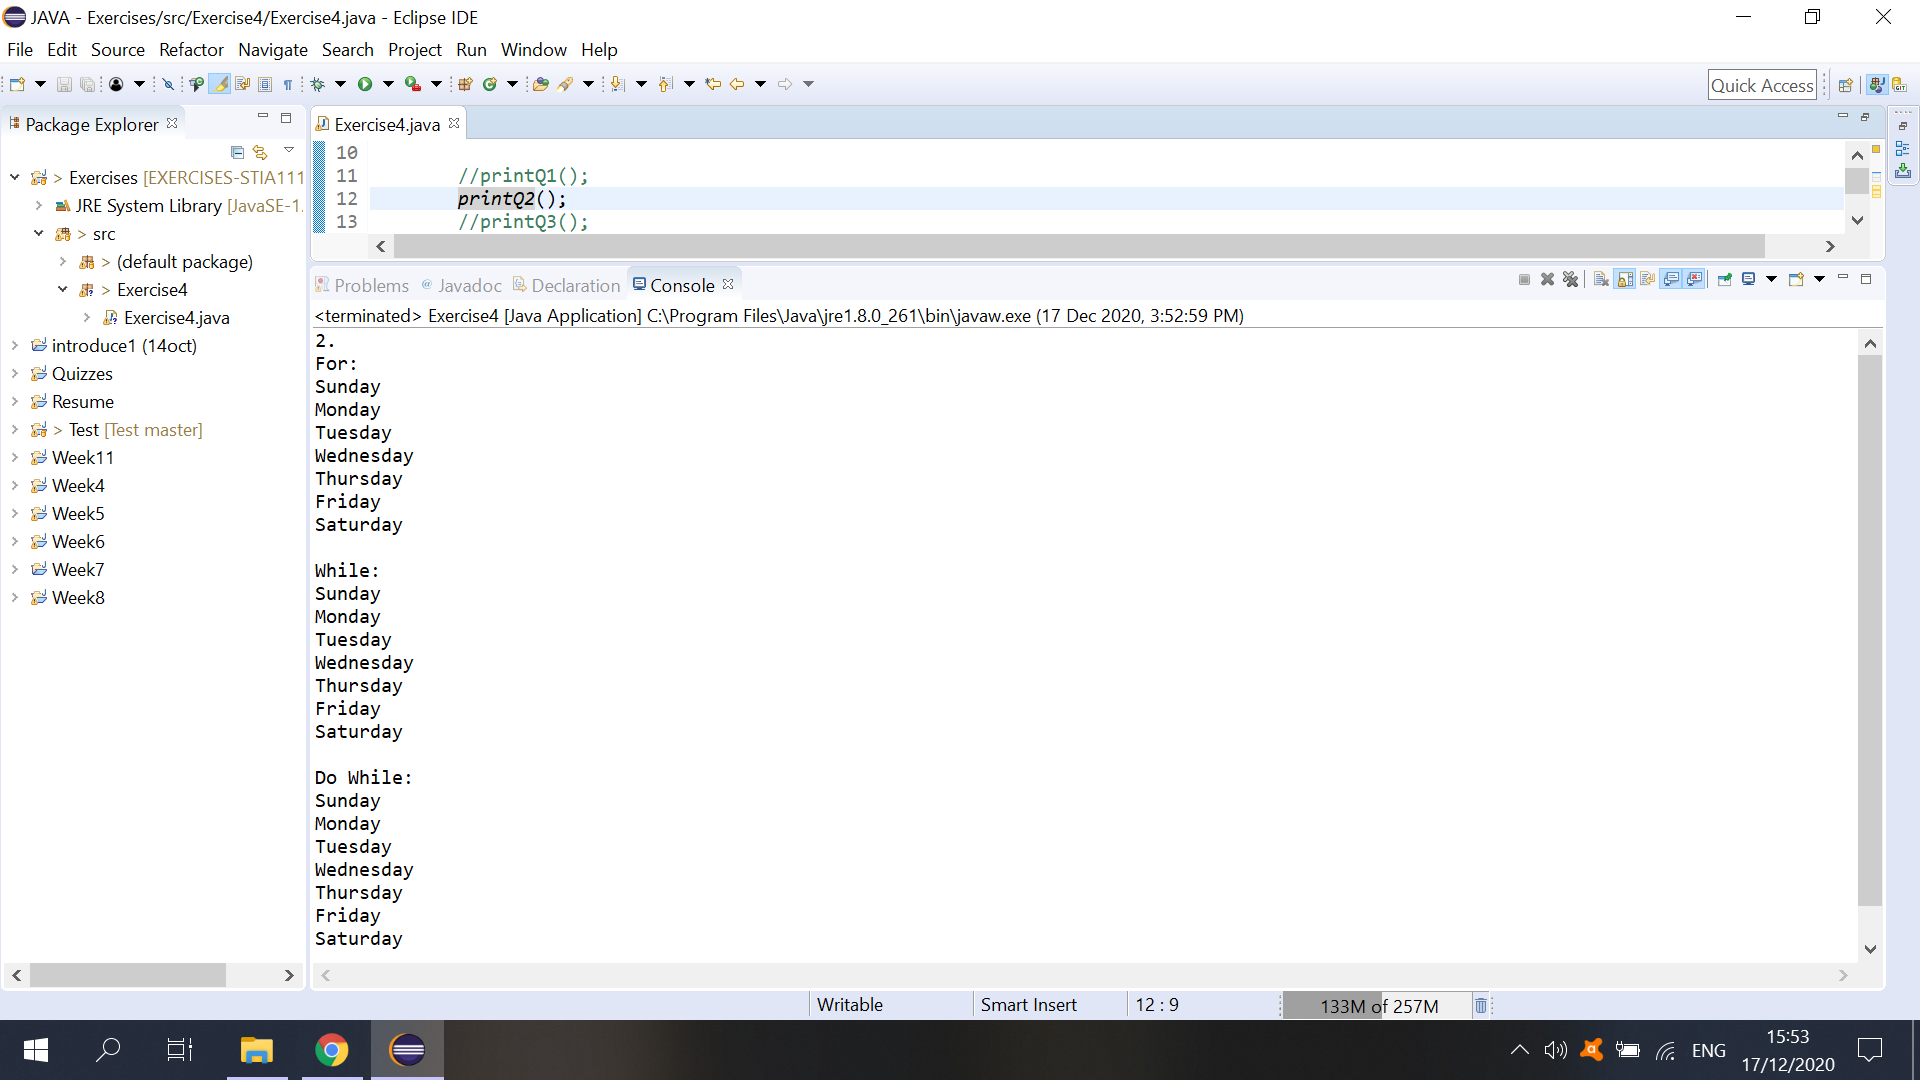 JAVA - Exercises/src/Exercise4/Exercise4.java - Eclipse IDE
File Edit Source Refactor Navigate Search Project Run Window Help
Quick Access
Package Explorer
Exercises [EXERCISES-STIA111
JRE System Library [JavaSE-1.
> src
> (default package)
> Exercise4
Exercise4.java
introduce1 (14oct)
Quizzes
Resume
> Test [Test master]
Week11
Week4
Week5
Week6
Week7
Week8
Exercise4.java
10
11 //printQ1();
12 printQ2();
13 //printQ3();
Problems @ Javadoc Declaration Console
<terminated> Exercise4 [Java Application] C:\Program Files\Java\jre1.8.0_261\bin\javaw.exe (17 Dec 2020, 3:52:59 PM)
2.
For:
Sunday
Monday
Tuesday
Wednesday
Thursday
Friday
Saturday
While:
Sunday
Monday
Tuesday
Wednesday
Thursday
Friday
Saturday
Do While:
Sunday
Monday
Tuesday
Wednesday
Thursday
Friday
Saturday
Writable Smart Insert 12 : 9 133M of 257M
ENG
15:53
17/12/2020